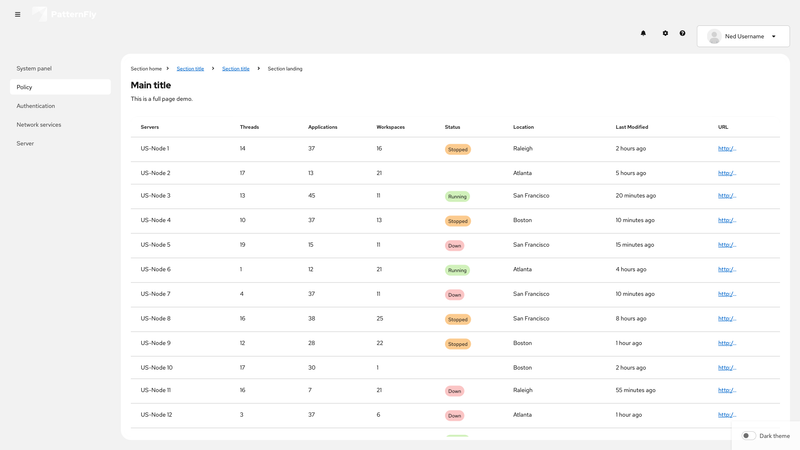 PatternFly
Ned Username
System panel
Policy
Authentication
Network services
Server
Section home Section title Section title Section landing
Main title
This is a full page demo.
Servers Threads Applications Workspaces Status Location Last Modified URL
US-Node 1 14 37 16 Stopped Raleigh 2 hours ago http:/...
US-Node 2 17 13 21 Atlanta 5 hours ago http:/...
US-Node 3 13 45 11 Running San Francisco 20 minutes ago http:/...
US-Node 4 10 37 13 Stopped Boston 10 minutes ago http:/...
US-Node 5 19 15 11 Down San Francisco 15 minutes ago http:/...
US-Node 6 1 12 21 Running Atlanta 4 hours ago http:/...
US-Node 7 4 37 11 Down San Francisco 10 minutes ago http:/...
US-Node 8 16 38 25 Stopped San Francisco 8 hours ago http:/...
US-Node 9 12 28 22 Stopped Boston 1 hour ago http:/...
US-Node 10 17 30 1 Boston 2 hours ago http:/...
US-Node 11 16 7 21 Down Raleigh 55 minutes ago http:/...
US-Node 12 3 37 6 Down Atlanta 1 hour ago http:/...
Dark theme